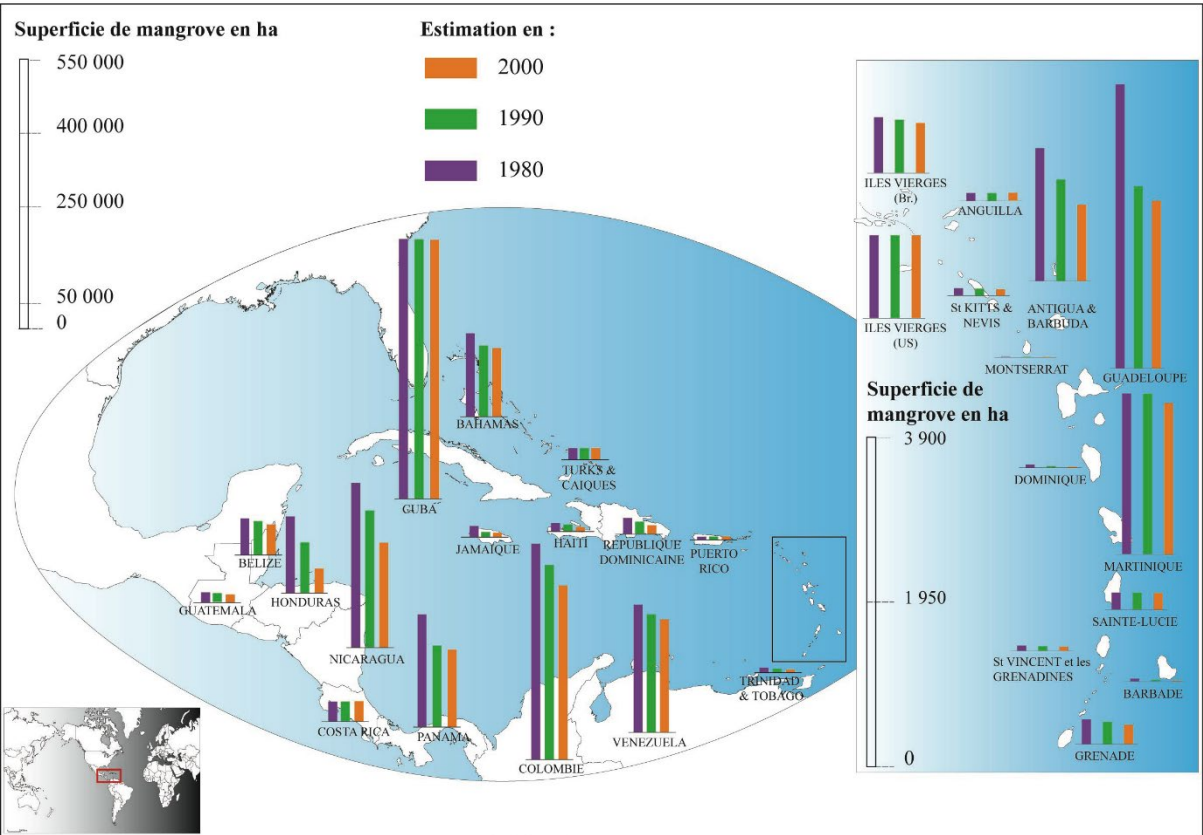 Superficie de mangrove en ha
550 000
400 000
250 000
50 000
0
Estimation en :
2000
1990
1980
GUBA
BAHAMAS
TURKS &
CAIQUES
BELIZE
GUATEMALA
HONDURAS
NICARAGUA
COSTA RICA
PANAMA
JAMAÏQUE
HAITI
REPUBLIQUE
DOMINICAINE
PUERTO
RICO
COLOMBIE
VENEZUELA
TRINIDAD
& TOBAGO
ILES VIERGES
(Br.)
ANGUILLA
ILES VIERGES
(US)
St KITTS &
NEVIS
ANTIGUA &
BARBUDA
MONTSERRAT
GUADELOUPE
Superficie de
mangrove en ha
3 900
1 950
0
DOMINIQUE
MARTINIQUE
SAINTE-LUCIE
St VINCENT et les
GRENADINES
BARBADE
GRENADE